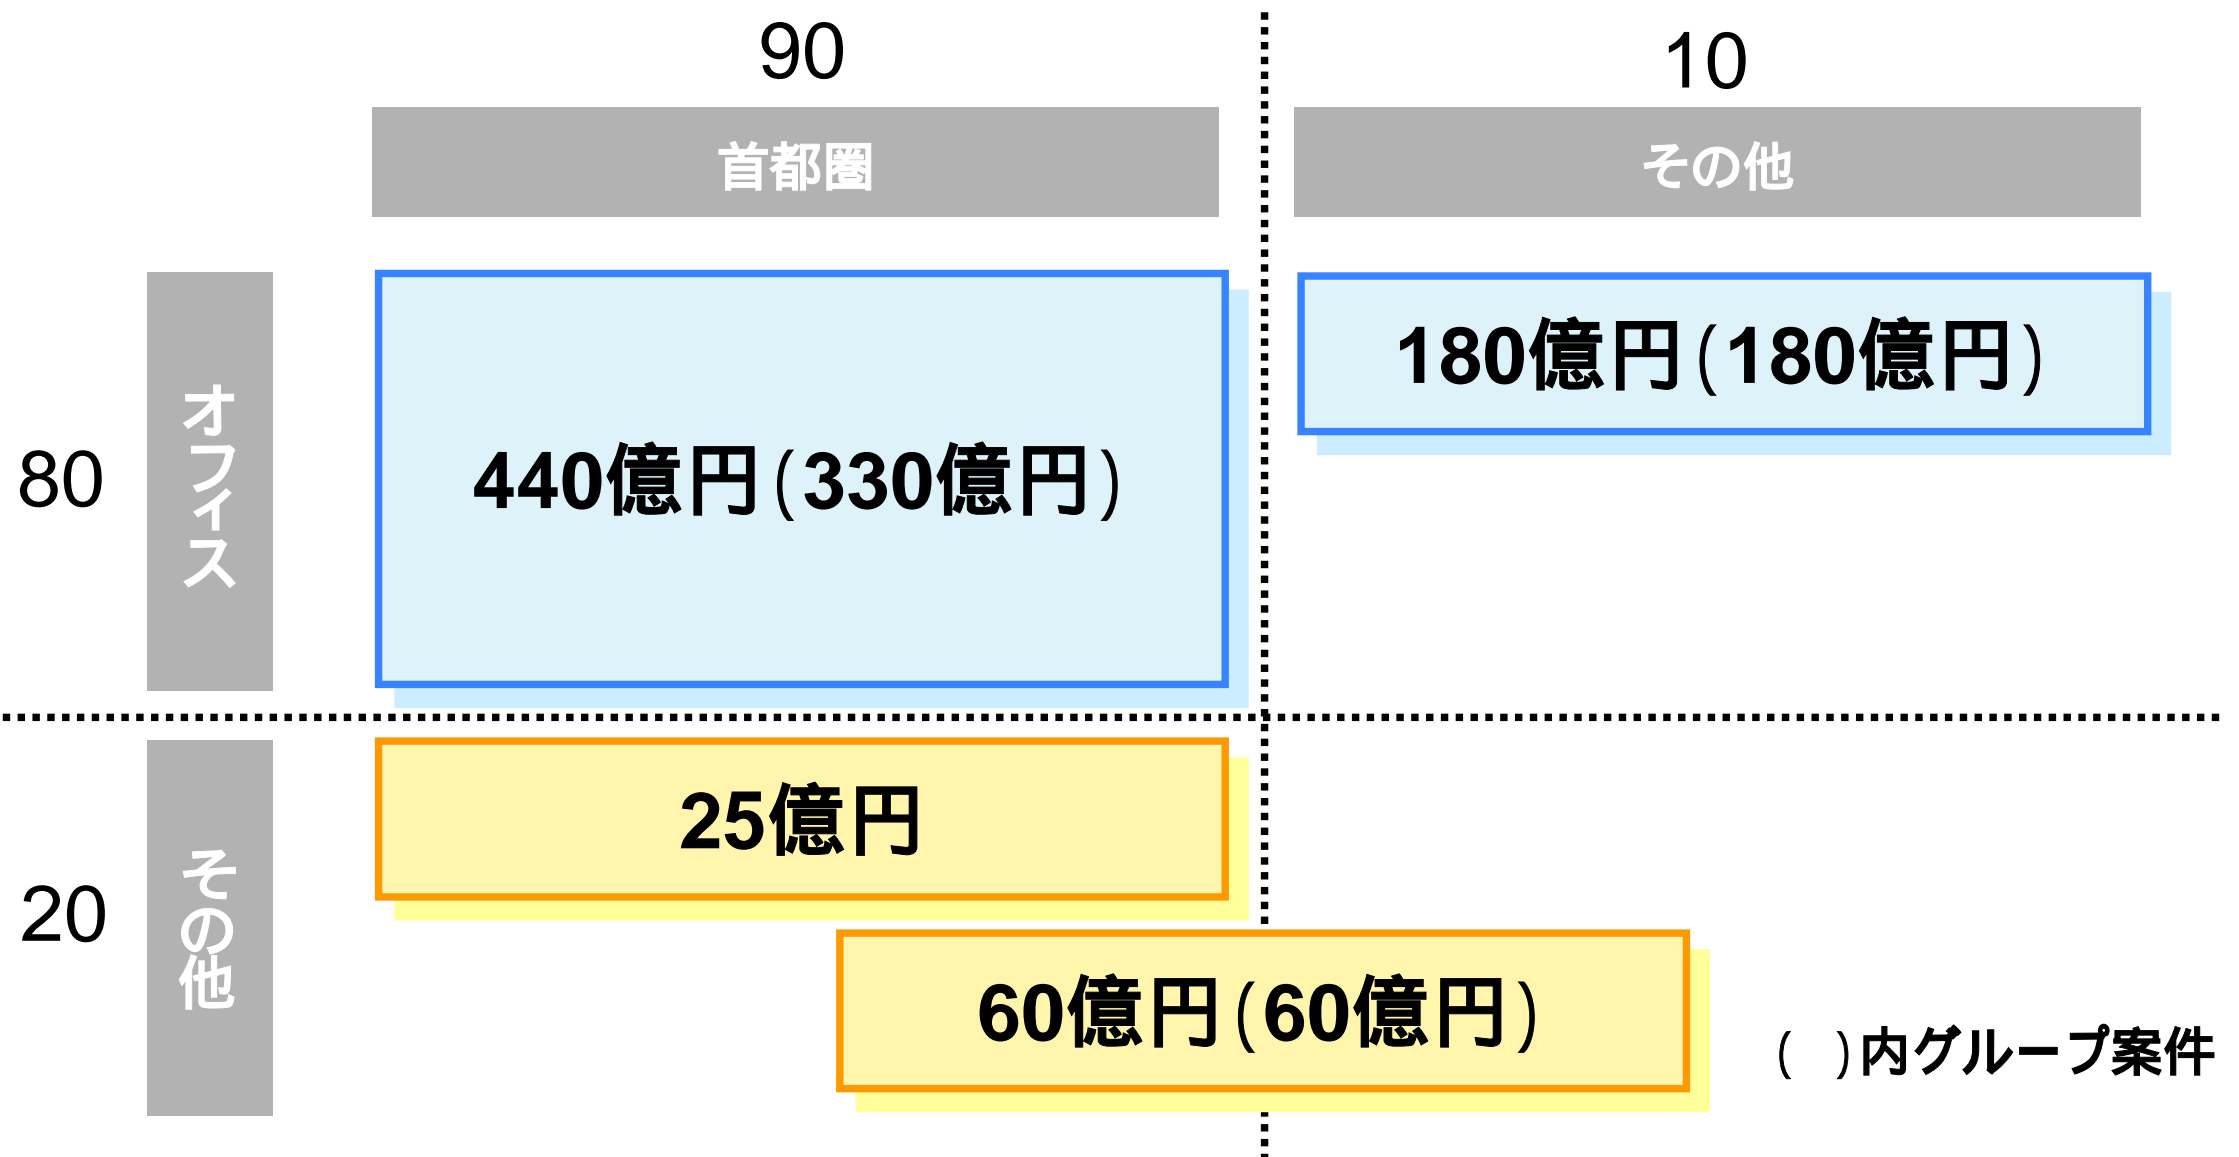 90
10
首都圏
その他
80
オフィス
440億円(330億円)
180億円(180億円)
20
その他
25億円
60億円(60億円)
( )内グループ案件